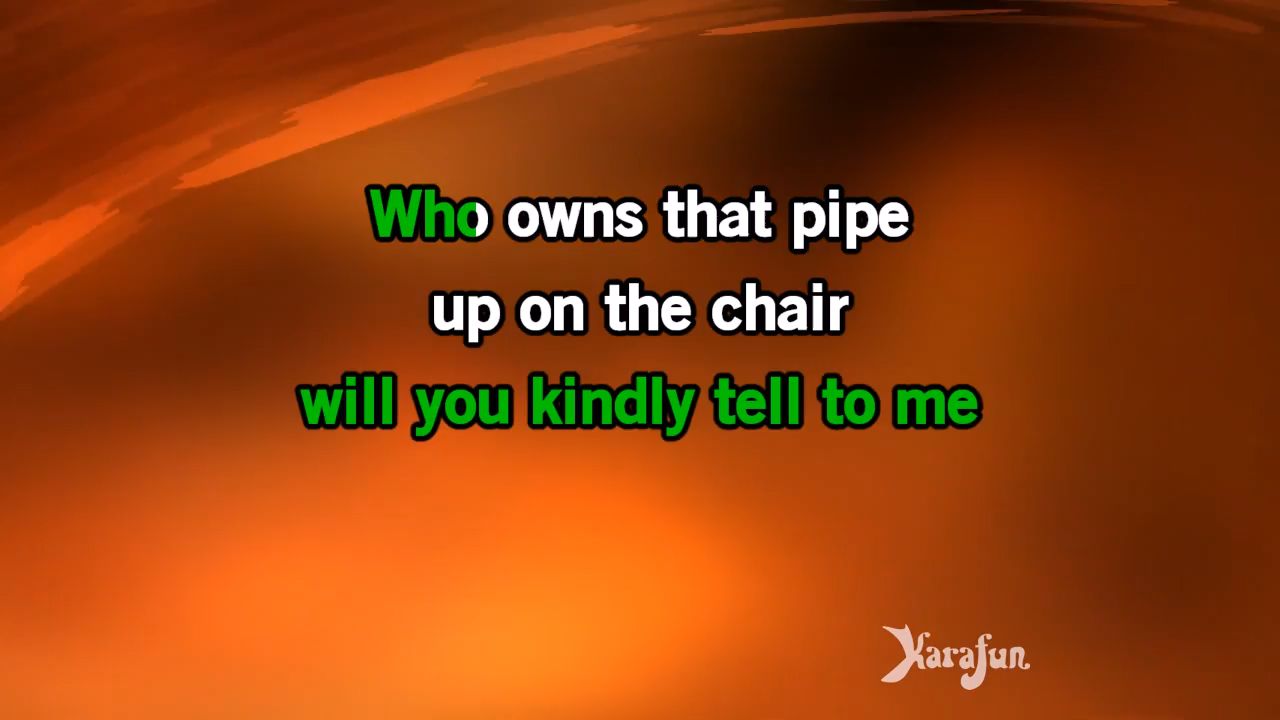 Who owns that pipe
up on the chair
will you kindly tell to me
Karafun